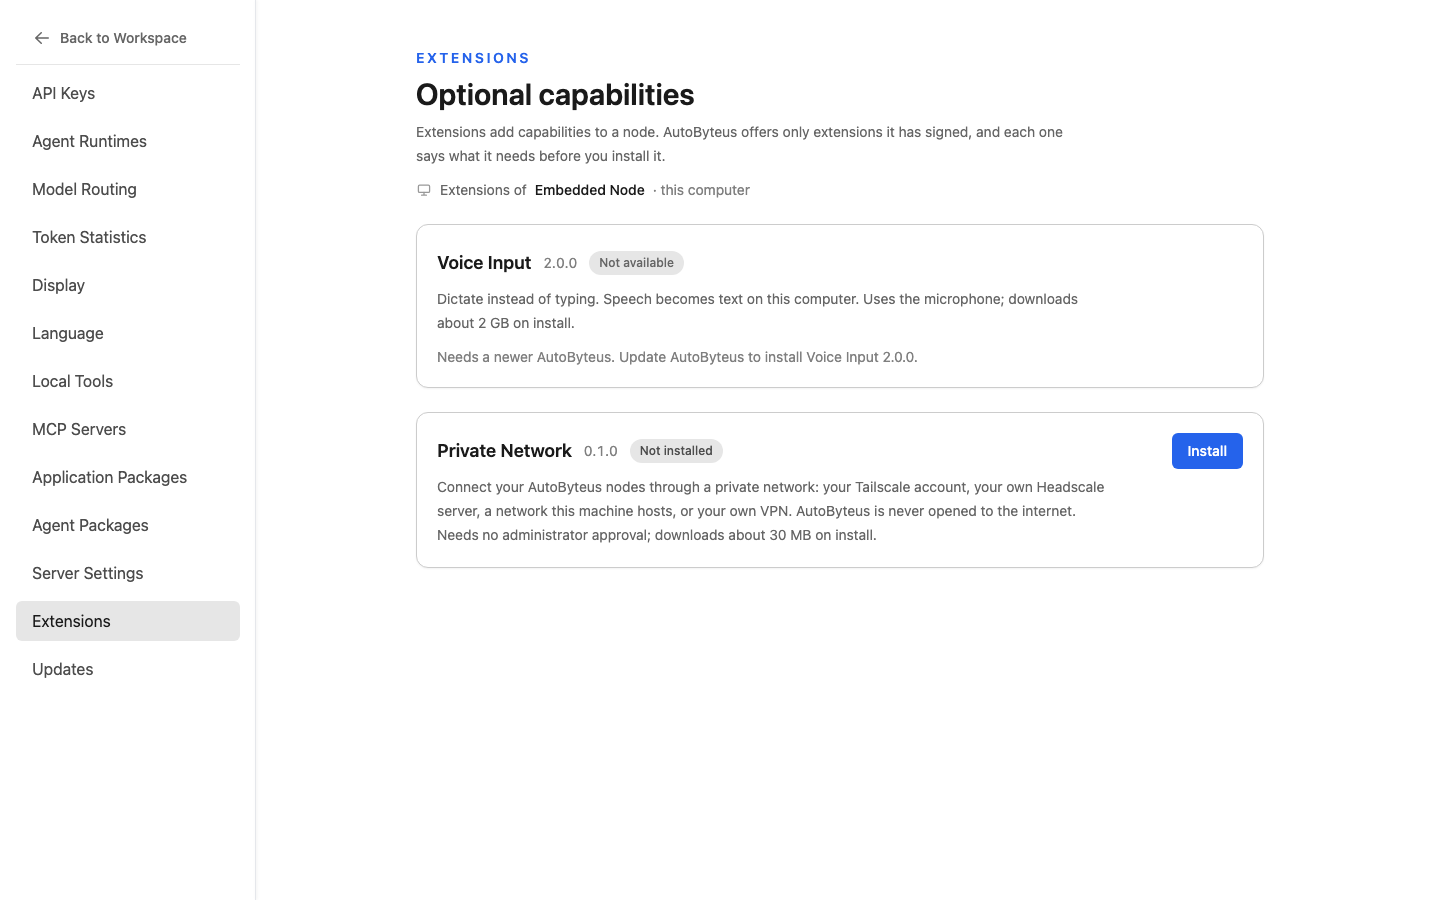 Back to Workspace
API Keys
Agent Runtimes
Model Routing
Token Statistics
Display
Language
Local Tools
MCP Servers
Application Packages
Agent Packages
Server Settings
Extensions
Updates
EXTENSIONS
Optional capabilities
Extensions add capabilities to a node. AutoByteus offers only extensions it has signed, and each one
says what it needs before you install it.
Extensions of Embedded Node · this computer
Voice Input 2.0.0 Not available
Dictate instead of typing. Speech becomes text on this computer. Uses the microphone; downloads
about 2 GB on install.
Needs a newer AutoByteus. Update AutoByteus to install Voice Input 2.0.0.
Private Network 0.1.0 Not installed Install
Connect your AutoByteus nodes through a private network: your Tailscale account, your own Headscale
server, a network this machine hosts, or your own VPN. AutoByteus is never opened to the internet.
Needs no administrator approval; downloads about 30 MB on install.